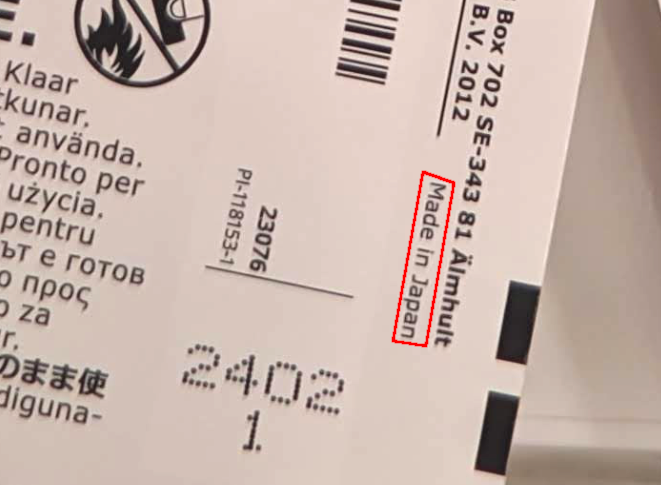 E.
Klaar
tkunar.
använda.
Pronto per
użycia.
pentru
ът е готов
προς
za
r.
のまま使
diguna-
Box 702 SE-343 81 Älmhult
B.V. 2012
Made in Japan
23076
PI-118153-1
2402
1.